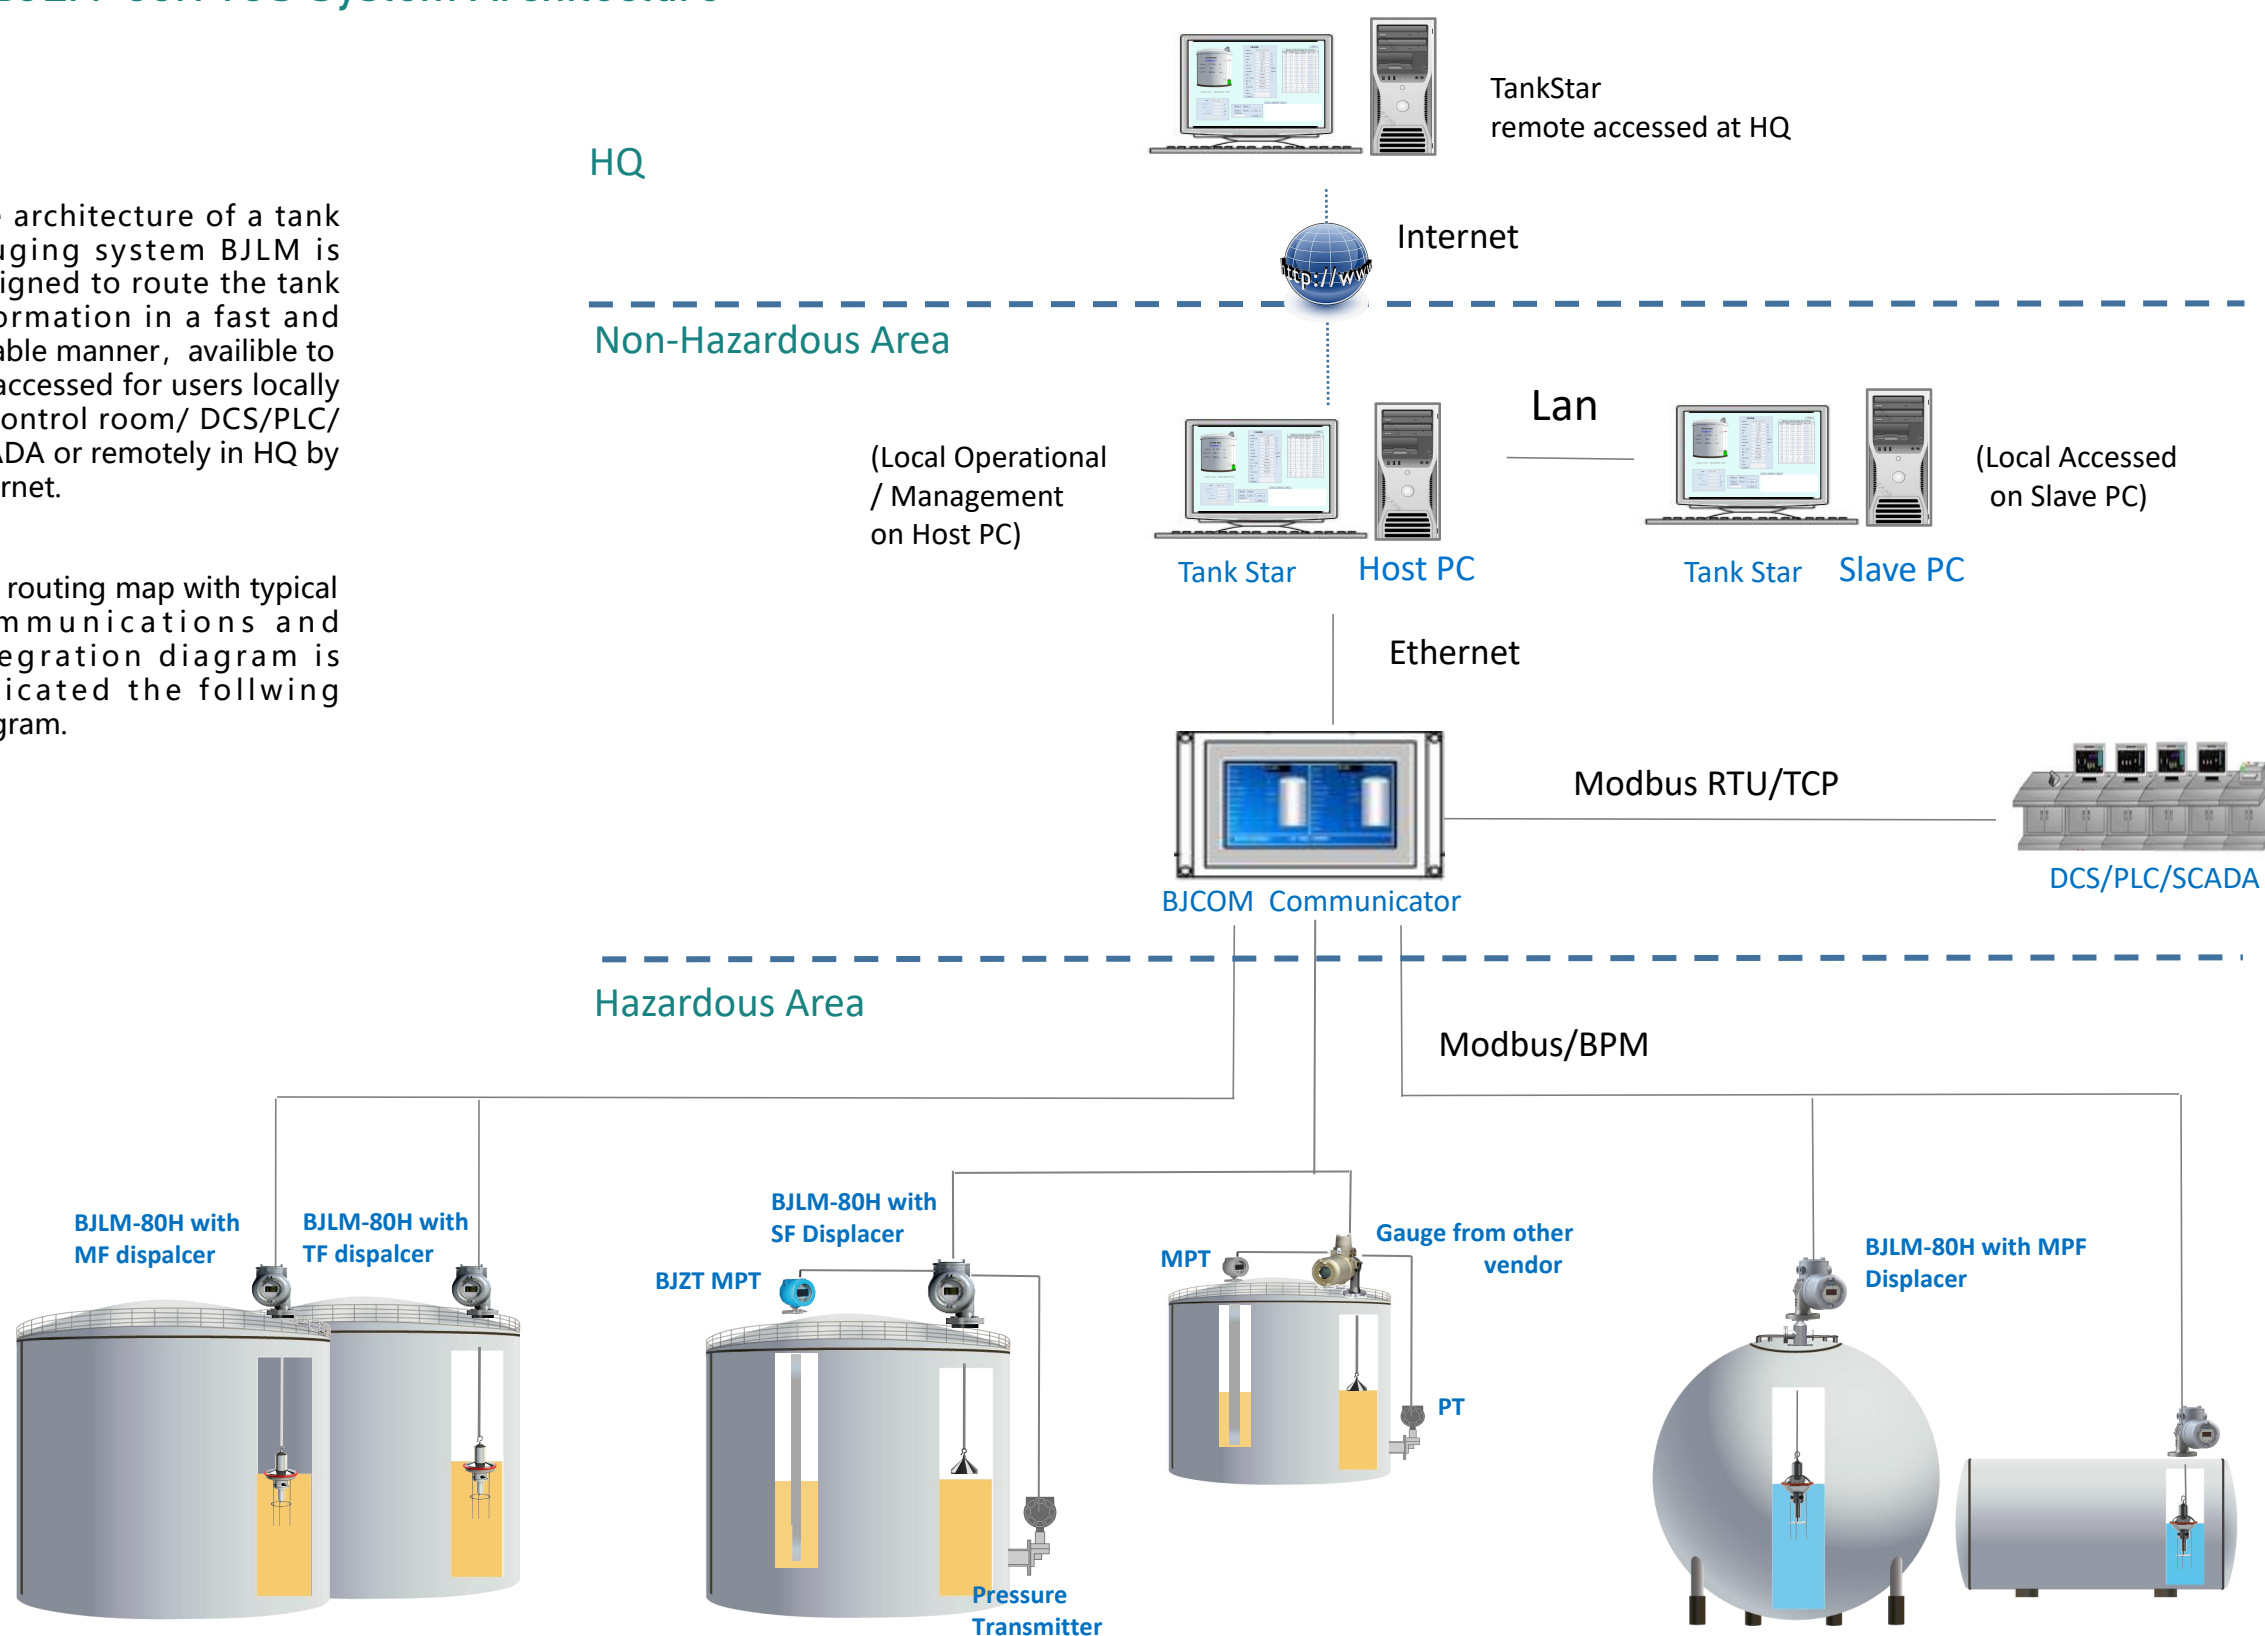 System Architecture
e architecture of a tank
uging system BJLM is
igned to route the tank
ormation in a fast and
able manner，availible to
accessed for users locally
ontrol room/ DCS/PLC/
ADA or remotely in HQ by
rnet.
routing map with typical
mmunications and
egration diagram is
icated the follwing
gram.
TankStar
remote accessed at HQ
HQ
Internet
http://www
Non-Hazardous Area
(Local Operational
/ Management
on Host PC)
Lan
(Local Accessed
on Slave PC)
Tank Star
Host PC
Tank Star
Slave PC
Ethernet
Modbus RTU/TCP
DCS/PLC/SCADA
BJCOM Communicator
Hazardous Area
Modbus/BPM
BJLM-80H with
MF dispalcer
BJLM-80H with
TF dispalcer
BJLM-80H with
SF Displacer
BJZT MPT
MPT
Gauge from other
vendor
BJLM-80H with MPF
Displacer
PT
Pressure
Transmitter